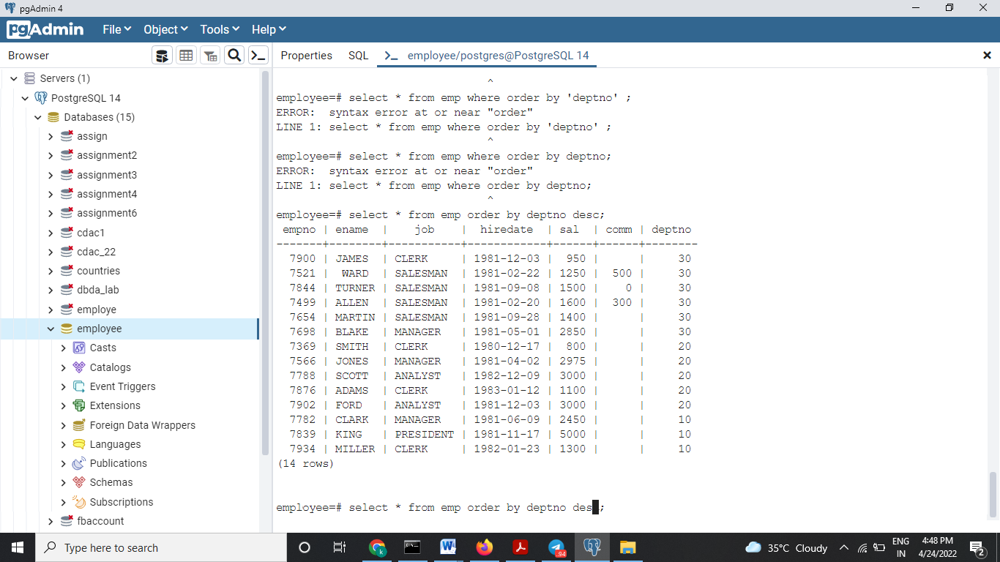 pgAdmin 4
pgAdmin File Object Tools Help
Browser
Properties SQL employee/postgres@PostgreSQL 14
Servers (1)
PostgreSQL 14
Databases (15)
assign
assignment2
assignment3
assignment4
assignment6
cdac1
cdac_22
countries
dbda_lab
employe
employee
Casts
Catalogs
Event Triggers
Extensions
Foreign Data Wrappers
Languages
Publications
Schemas
Subscriptions
fbaccount
^
employee=# select * from emp where order by 'deptno' ;
ERROR:  syntax error at or near "order"
LINE 1: select * from emp where order by 'deptno' ;
^
employee=# select * from emp where order by deptno;
ERROR:  syntax error at or near "order"
LINE 1: select * from emp where order by deptno;
^
employee=# select * from emp order by deptno desc;
 empno | ename  |    job    |  hiredate  | sal  | comm | deptno
-------+--------+-----------+------------+------+------+--------
  7900 | JAMES  | CLERK     | 1981-12-03 |  950 |      |     30
  7521 |  WARD  | SALESMAN  | 1981-02-22 | 1250 |  500 |     30
  7844 | TURNER | SALESMAN  | 1981-09-08 | 1500 |    0 |     30
  7499 | ALLEN  | SALESMAN  | 1981-02-20 | 1600 |  300 |     30
  7654 | MARTIN | SALESMAN  | 1981-09-28 | 1400 |      |     30
  7698 | BLAKE  | MANAGER   | 1981-05-01 | 2850 |      |     30
  7369 | SMITH  | CLERK     | 1980-12-17 |  800 |      |     20
  7566 | JONES  | MANAGER   | 1981-04-02 | 2975 |      |     20
  7788 | SCOTT  | ANALYST   | 1982-12-09 | 3000 |      |     20
  7876 | ADAMS  | CLERK     | 1983-01-12 | 1100 |      |     20
  7902 | FORD   | ANALYST   | 1981-12-03 | 3000 |      |     20
  7782 | CLARK  | MANAGER   | 1981-06-09 | 2450 |      |     10
  7839 | KING   | PRESIDENT | 1981-11-17 | 5000 |      |     10
  7934 | MILLER | CLERK     | 1982-01-23 | 1300 |      |     10
(14 rows)
employee=# select * from emp order by deptno des ;
Type here to search
.94
35°C Cloudy
ENG
IN
4:48 PM
4/24/2022
2